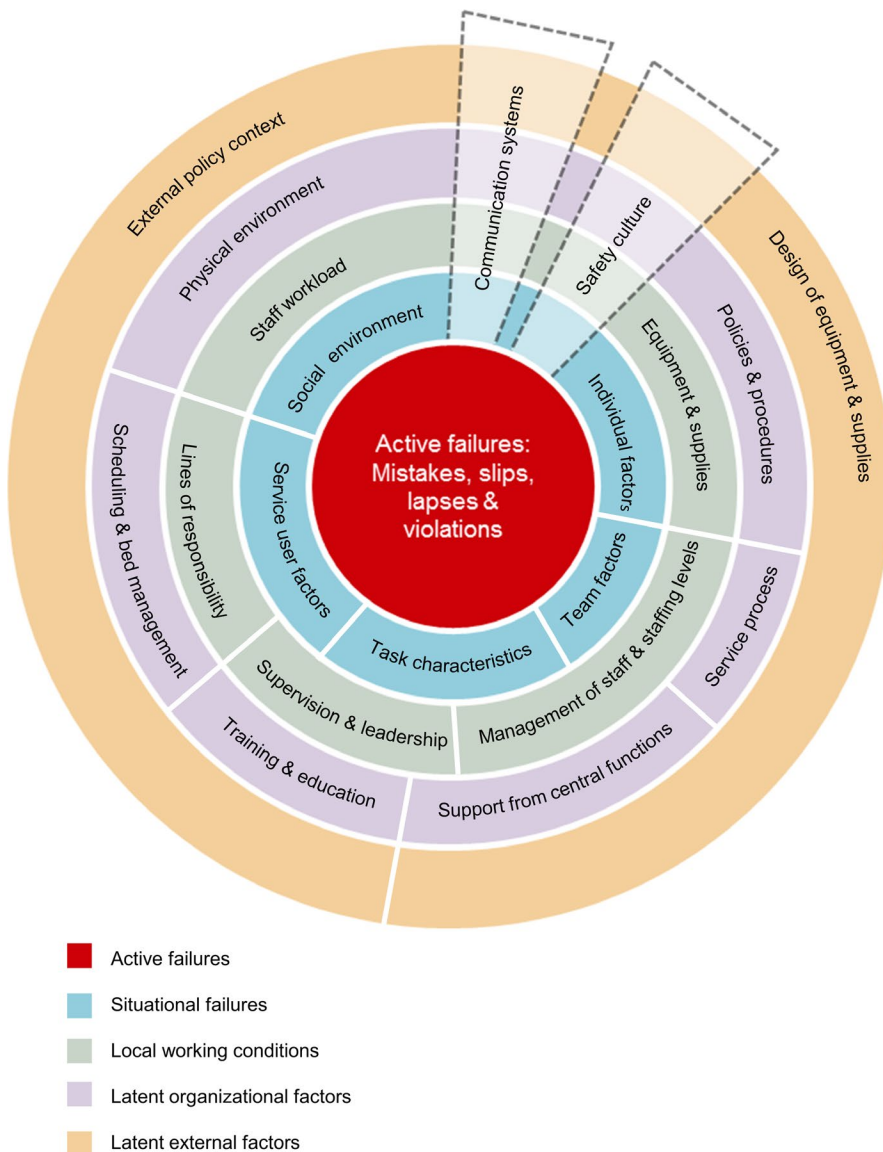 Communication systems
Safety culture
External policy context
Design of equipment & supplies
Physical environment
Policies & procedures
Staff workload
Equipment & supplies
Social environment
Individual factors
Active failures:
Mistakes, slips,
lapses &
violations
Scheduling & bed management
Lines of responsibility
Service user factors
Team factors
Task characteristics
Management of staff & staffing levels
Service process
Supervision & leadership
Training & education
Support from central functions
Active failures
Situational failures
Local working conditions
Latent organizational factors
Latent external factors